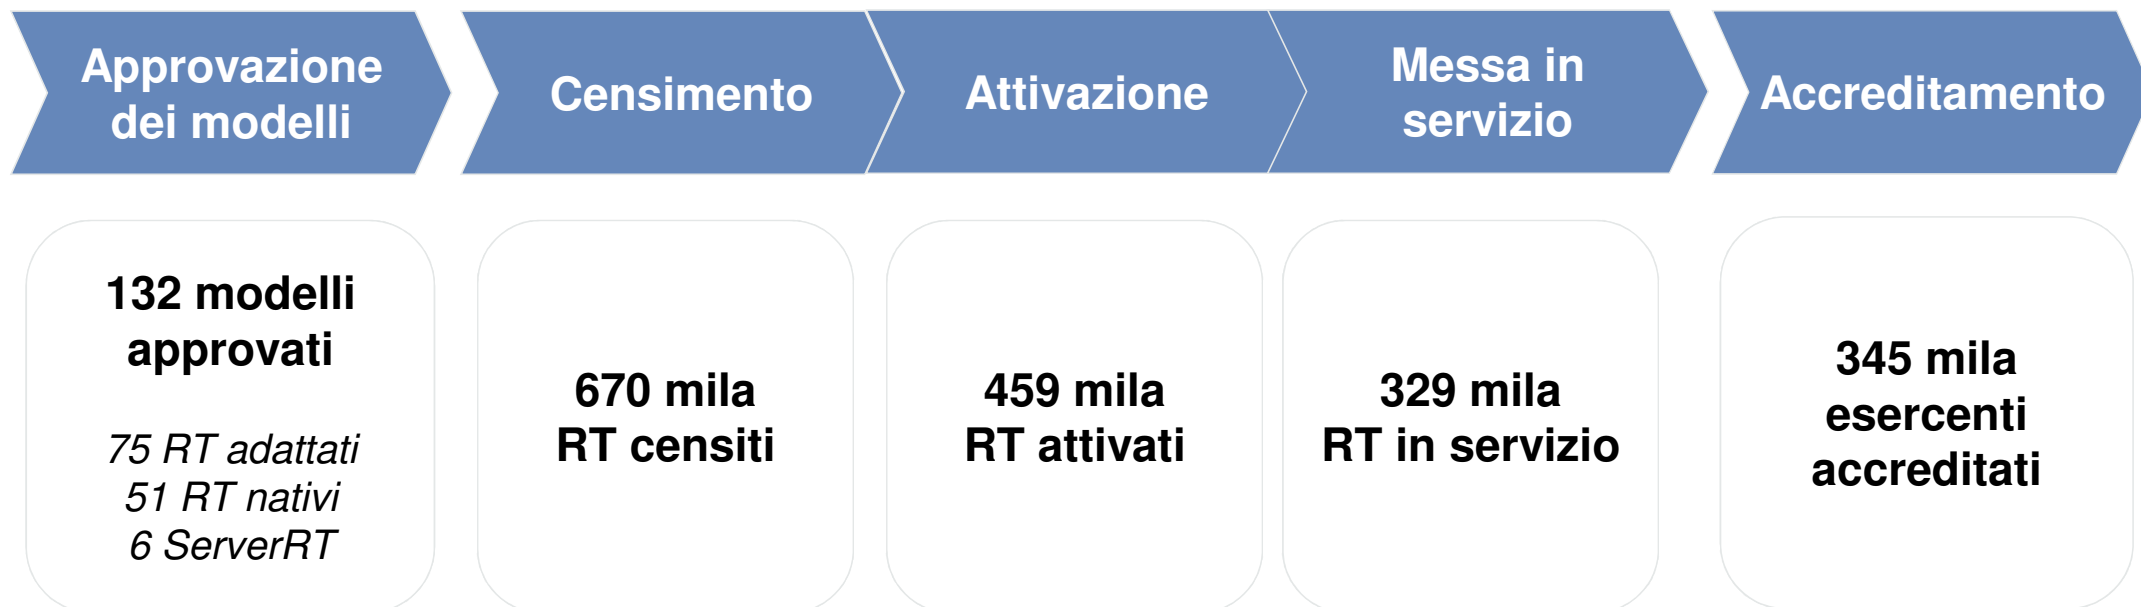 Approvazione
dei modelli
Censimento
Attivazione
Messa in
servizio
Accreditamento
132 modelli
approvati
75 RT adattati
51 RT nativi
6 ServerRT
670 mila
RT censiti
459 mila
RT attivati
329 mila
RT in servizio
345 mila
esercenti
accreditati